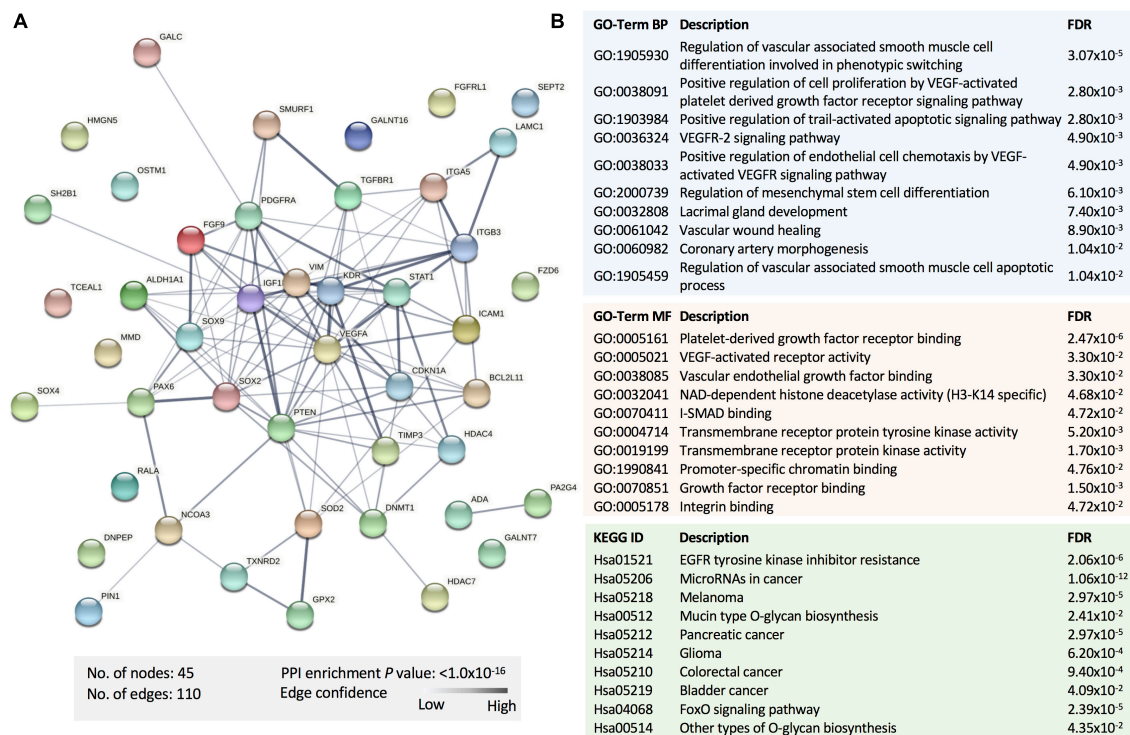 A
GALC
FGFRL1
SEPT2
SMURF1
HMGN5
GALNT16
LAMC1
OSTM1
ITGA5
TGFBR1
SH2B1
PDGFRA
FGF9
ITGB3
VIM
KDR
STAT1
FZD6
ALDH1A1
IGF1R
TCEAL1
ICAM1
SOX9
VEGFA
MMD
CDKN1A
BCL2L11
SOX2
PAX6
SOX4
PTEN
TIMP3
HDAC4
RALA
PA2G4
ADA
NCOA3
SOD2
DNMT1
DNPEP
GALNT7
TXNRD2
HDAC7
PIN1
GPX2
No. of nodes: 45
No. of edges: 110
PPI enrichment P value: <1.0x10-16
Edge confidence
Low High
B
GO-Term BP Description FDR
GO:1905930 Regulation of vascular associated smooth muscle cell
differentiation involved in phenotypic switching 3.07x10-5
GO:0038091 Positive regulation of cell proliferation by VEGF-activated
platelet derived growth factor receptor signaling pathway 2.80x10-3
GO:1903984 Positive regulation of trail-activated apoptotic signaling pathway 2.80x10-3
GO:0036324 VEGFR-2 signaling pathway 4.90x10-3
GO:0038033 Positive regulation of endothelial cell chemotaxis by VEGF-
activated VEGFR signaling pathway 4.90x10-3
GO:2000739 Regulation of mesenchymal stem cell differentiation 6.10x10-3
GO:0032808 Lacrimal gland development 7.40x10-3
GO:0061042 Vascular wound healing 8.90x10-3
GO:0060982 Coronary artery morphogenesis 1.04x10-2
GO:1905459 Regulation of vascular associated smooth muscle cell apoptotic
process 1.04x10-2
GO-Term MF Description FDR
GO:0005161 Platelet-derived growth factor receptor binding 2.47x10-6
GO:0005021 VEGF-activated receptor activity 3.30x10-2
GO:0038085 Vascular endothelial growth factor binding 3.30x10-2
GO:0032041 NAD-dependent histone deacetylase activity (H3-K14 specific) 4.68x10-2
GO:0070411 I-SMAD binding 4.72x10-2
GO:0004714 Transmembrane receptor protein tyrosine kinase activity 5.20x10-3
GO:0019199 Transmembrane receptor protein kinase activity 1.70x10-3
GO:1990841 Promoter-specific chromatin binding 4.76x10-2
GO:0070851 Growth factor receptor binding 1.50x10-3
GO:0005178 Integrin binding 4.72x10-2
KEGG ID Description FDR
Hsa01521 EGFR tyrosine kinase inhibitor resistance 2.06x10-6
Hsa05206 MicroRNAs in cancer 1.06x10-12
Hsa05218 Melanoma 2.97x10-5
Hsa00512 Mucin type O-glycan biosynthesis 2.41x10-2
Hsa05212 Pancreatic cancer 2.97x10-5
Hsa05214 Glioma 6.20x10-4
Hsa05210 Colorectal cancer 9.40x10-4
Hsa05219 Bladder cancer 4.09x10-2
Hsa04068 FoxO signaling pathway 2.39x10-5
Hsa00514 Other types of O-glycan biosynthesis 4.35x10-2